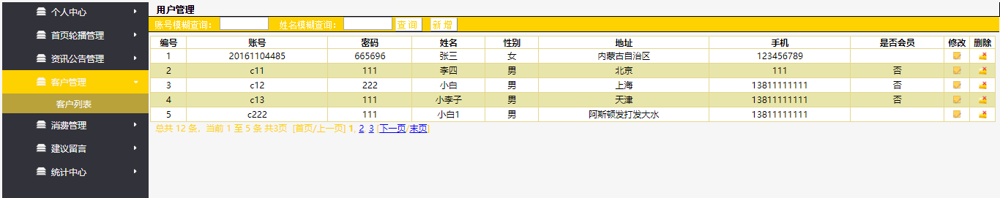 个人中心
首页轮播管理
资讯公告管理
客户管理
客户列表
消费管理
建议留言
统计中心
用户管理
账号模糊查询： 姓名模糊查询： 查询 新增
编号 账号 密码 姓名 性别 地址 手机 是否会员 修改 删除
1 20161104485 665696 张三 女 内蒙古自治区 123456789
2 c11 111 李四 男 北京 111 否
3 c12 222 小白 男 上海 13811111111 否
4 c13 111 小李子 男 天津 13811111111 否
5 c222 111 小白1 男 阿斯顿发打发大水 13811111111
总共 12 条，当前 1 至 5 条 共3页 [首页/上一页] 1, 2, 3 [下一页/末页]